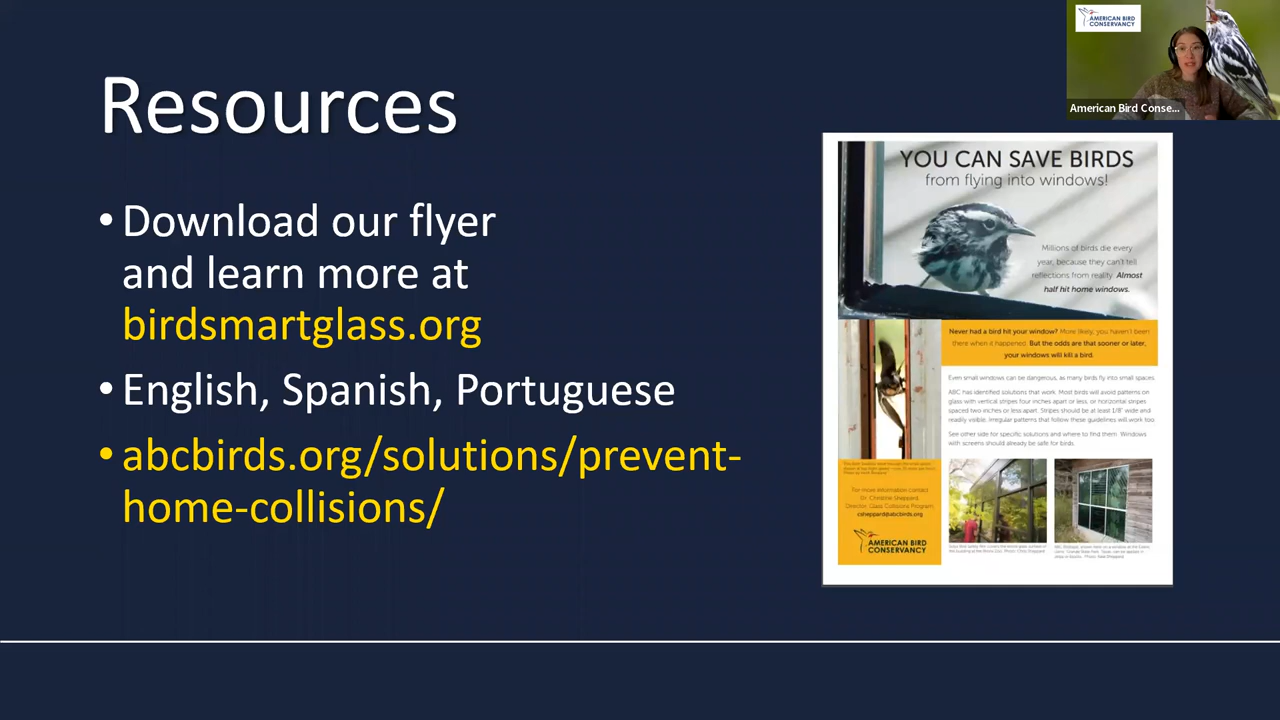 Resources
• Download our flyer
and learn more at
birdsmartglass.org
• English, Spanish, Portuguese
• abcbirds.org/solutions/prevent-
home-collisions/
AMERICAN BIRD
CONSERVANCY
American Bird Conse...
YOU CAN SAVE BIRDS
from flying into windows!
Millions of birds die every
year, because they can't tell
reflections from reality. Almost
half hit home windows.
Never had a bird hit your window? More likely, you haven't been
there when it happened. But the odds are that sooner or later,
your windows will kill a bird.
Even small windows can be dangerous, as many birds fly into small spaces.
ABC has identified solutions that work. Most birds will avoid patterns on
glass with vertical stripes four inches apart or less, or horizontal stripes
spaced two inches or less apart. Stripes should be at least 1/8" wide and
readily visible. Irregular patterns that follow these guidelines will work too.
See other side for specific solutions and where to find them. Windows
with screens should already be safe for birds.
For more information contact
Dr. Christine Sheppard,
Director, Glass Collisions Program,
csheppard@abcbirds.org
AMERICAN BIRD
CONSERVANCY